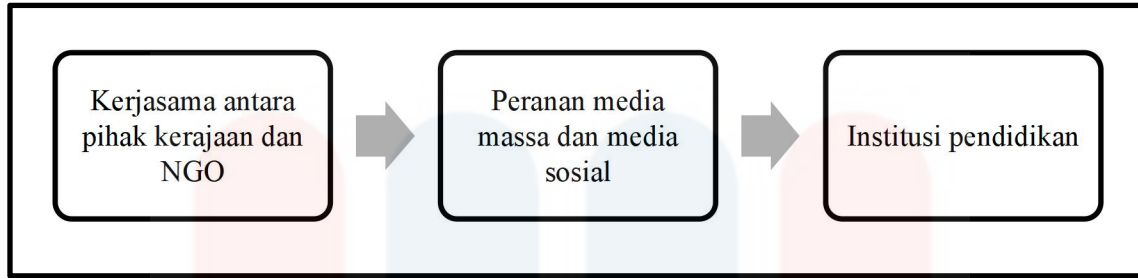 Kerjasama antara
pihak kerajaan dan
NGO
Peranan media
massa dan media
sosial
Institusi pendidikan